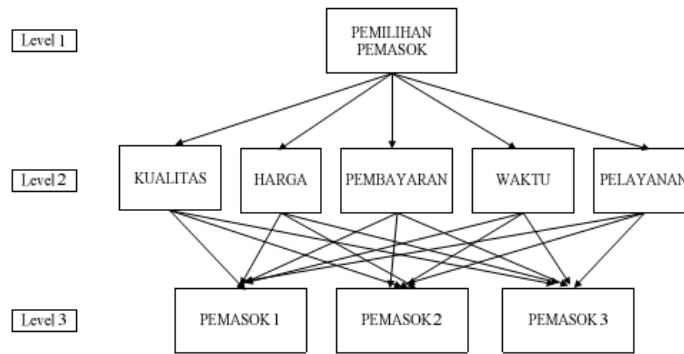 Level 1
PEMILIHAN
PEMASOK
Level 2
KUALITAS
HARGA
PEMBAYARAN
WAKTU
PELAYANAN
Level 3
PEMASOK 1
PEMASOK 2
PEMASOK 3